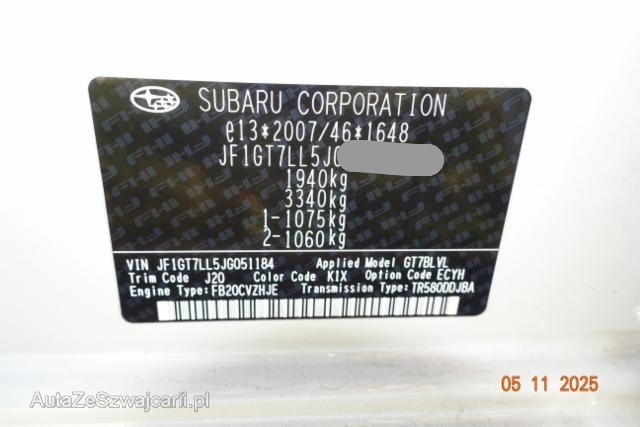 SUBARU CORPORATION
e13*2007/46*1648
JF1GT7LL5JG
1940kg
3340kg
1-1075kg
2-1060kg
VIN JF1GT7LL5JG051184 Applied Model GT7BLVL
Trim Code J20 Color Code K1X Option Code ECYH
Engine Type:FB20CVZHJE Transmission Type:TR580DDJBA
05 11 2025
AutaZeSzwajcarii.pl